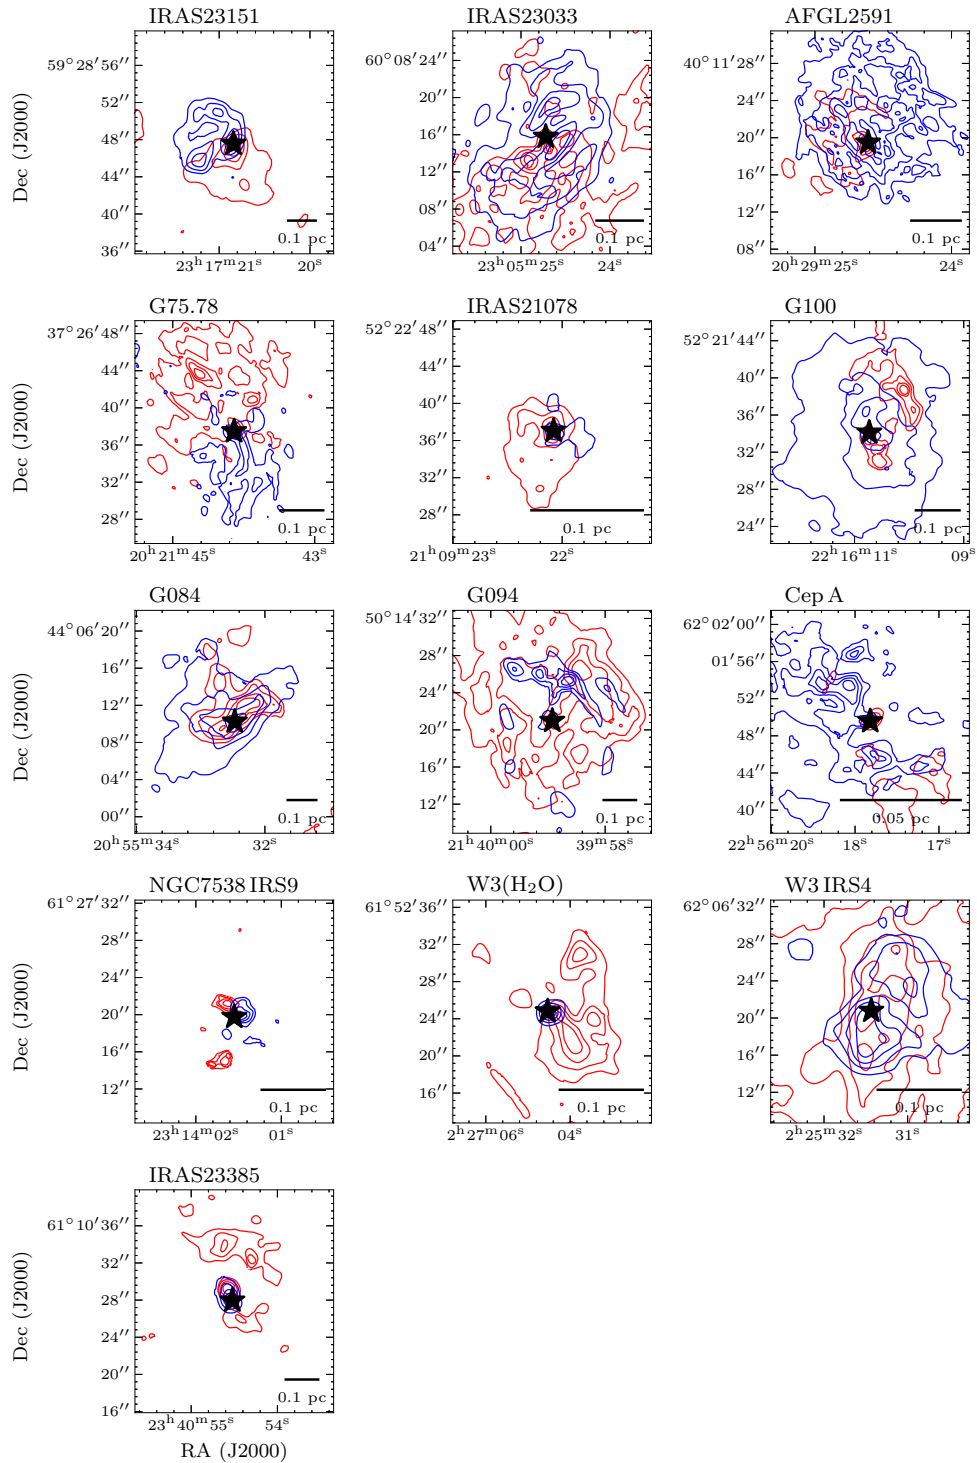 IRAS23151
IRAS23033
AFGL2591
59°28′56″
52″
48″
44″
40″
36″
Dec (J2000)
0.1 pc
23ʰ17ᵐ21ˢ
20ˢ
60°08′24″
20″
16″
12″
08″
04″
0.1 pc
23ʰ05ᵐ25ˢ
24ˢ
40°11′28″
24″
20″
16″
12″
08″
0.1 pc
20ʰ29ᵐ25ˢ
24ˢ
G75.78
IRAS21078
G100
37°26′48″
44″
40″
36″
32″
28″
Dec (J2000)
0.1 pc
20ʰ21ᵐ45ˢ
43ˢ
52°22′48″
44″
40″
36″
32″
28″
0.1 pc
21ʰ09ᵐ23ˢ
22ˢ
52°21′44″
40″
36″
32″
28″
24″
0.1 pc
22ʰ16ᵐ11ˢ
09ˢ
G084
G094
Cep A
44°06′20″
16″
12″
08″
04″
00″
Dec (J2000)
0.1 pc
20ʰ55ᵐ34ˢ
32ˢ
50°14′32″
28″
24″
20″
16″
12″
0.1 pc
21ʰ40ᵐ00ˢ
39ᵐ58ˢ
62°02′00″
01′56″
52″
48″
44″
40″
0.05 pc
22ʰ56ᵐ20ˢ
18ˢ
17ˢ
NGC7538 IRS9
W3(H₂O)
W3 IRS4
61°27′32″
28″
24″
20″
16″
12″
Dec (J2000)
0.1 pc
23ʰ14ᵐ02ˢ
01ˢ
61°52′36″
32″
28″
24″
20″
16″
0.1 pc
2ʰ27ᵐ06ˢ
04ˢ
62°06′32″
28″
24″
20″
16″
12″
0.1 pc
2ʰ25ᵐ32ˢ
31ˢ
IRAS23385
61°10′36″
32″
28″
24″
20″
16″
Dec (J2000)
0.1 pc
23ʰ40ᵐ55ˢ
54ˢ
RA (J2000)